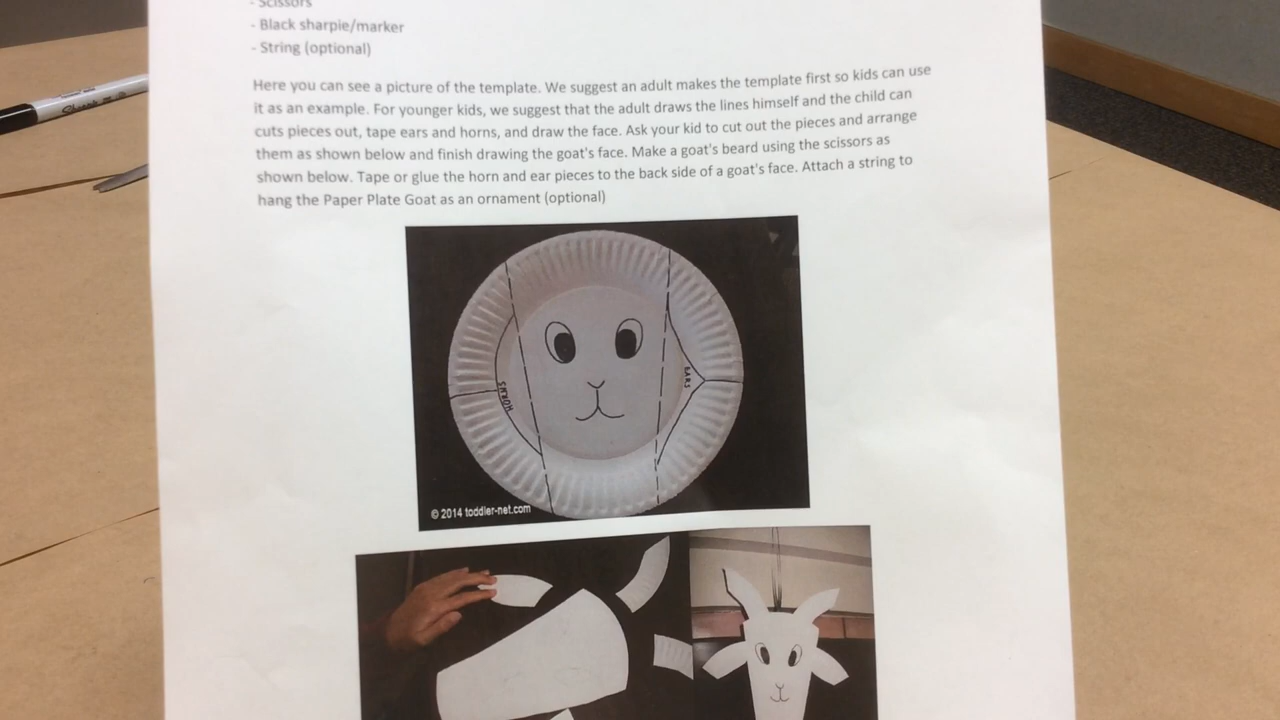 - Scissors
- Black sharpie/marker
- String (optional)
Here you can see a picture of the template. We suggest an adult makes the template first so kids can use
it as an example. For younger kids, we suggest that the adult draws the lines himself and the child can
cuts pieces out, tape ears and horns, and draw the face. Ask your kid to cut out the pieces and arrange
them as shown below and finish drawing the goat's face. Make a goat's beard using the scissors as
shown below. Tape or glue the horn and ear pieces to the back side of a goat's face. Attach a string to
hang the Paper Plate Goat as an ornament (optional)
HORNS
EARS
© 2014 toddler-net.com
Sharpie